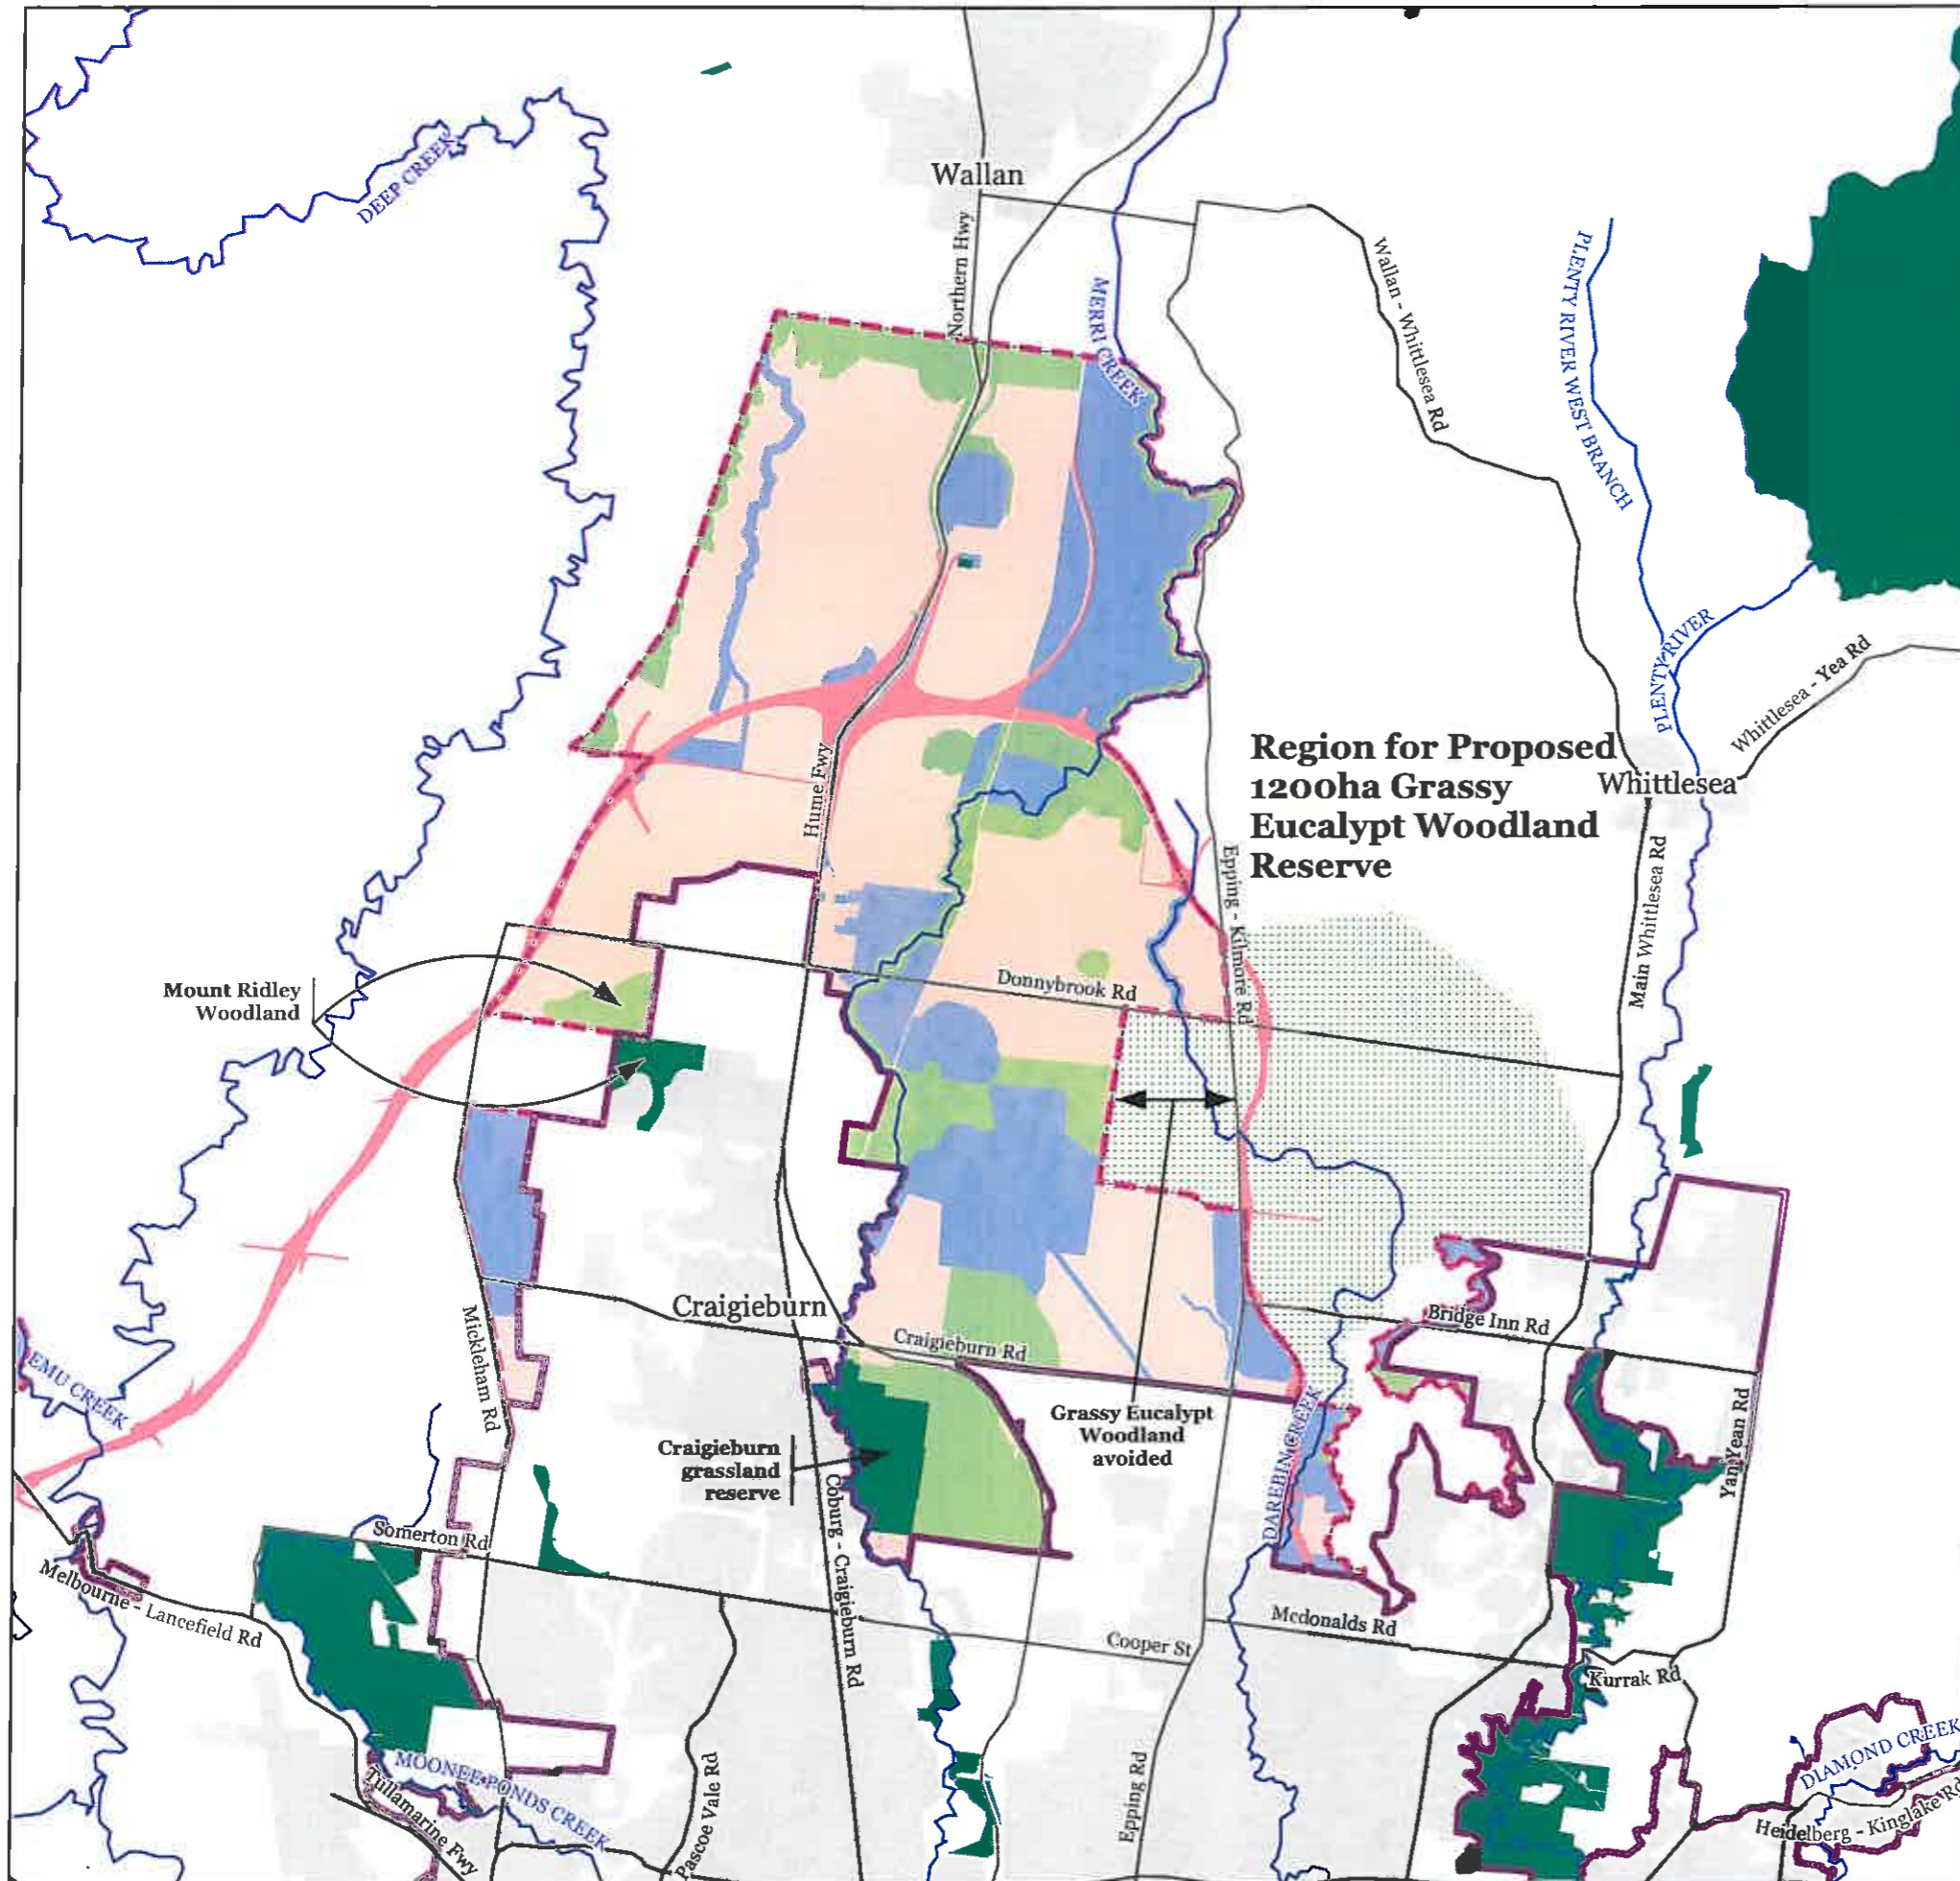 Wallan
DEEP CREEK
Northern Hwy
MERRI CREEK
Wallan - Whittlesea Rd
PLENTY RIVER WEST BRANCH
PLENTY RIVER
Whittlesea - Yea Rd
Region for Proposed
1200ha Grassy
Eucalypt Woodland
Reserve
Whittlesea
Hume Fwy
Epping - Kilmore Rd
Main Whittlesea Rd
Mount Ridley
Woodland
Donnybrook Rd
Craigieburn
Craigieburn Rd
Bridge Inn Rd
Mickleham Rd
EMU CREEK
Grassy Eucalypt
Woodland
avoided
Craigieburn
grassland
reserve
DAREBIN CREEK
Yan Yean Rd
Coburg - Craigieburn Rd
Somerton Rd
Melbourne - Lancefield Rd
Mcdonalds Rd
Cooper St
Kurrak Rd
MOONEE PONDS CREEK
Tullamarine Fwy
Pascoe Vale Rd
Epping Rd
DIAMOND CREEK
Heidelberg - Kinglake Rd